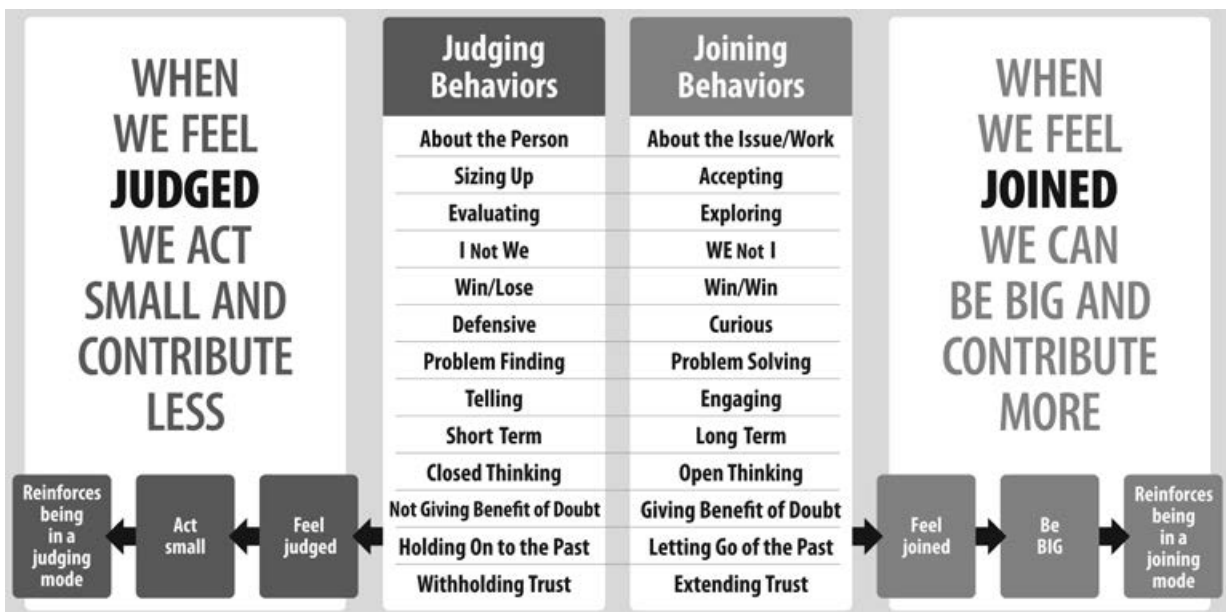 WHEN
WE FEEL
JUDGED
WE ACT
SMALL AND
CONTRIBUTE
LESS
Reinforces
being
in a
judging
mode
Act
small
Feel
judged
Judging
Behaviors
About the Person
Sizing Up
Evaluating
I Not We
Win/Lose
Defensive
Problem Finding
Telling
Short Term
Closed Thinking
Not Giving Benefit of Doubt
Holding On to the Past
Withholding Trust
Joining
Behaviors
About the Issue/Work
Accepting
Exploring
WE Not I
Win/Win
Curious
Problem Solving
Engaging
Long Term
Open Thinking
Giving Benefit of Doubt
Letting Go of the Past
Extending Trust
WHEN
WE FEEL
JOINED
WE CAN
BE BIG AND
CONTRIBUTE
MORE
Feel
joined
Be
BIG
Reinforces
being
in a
joining
mode